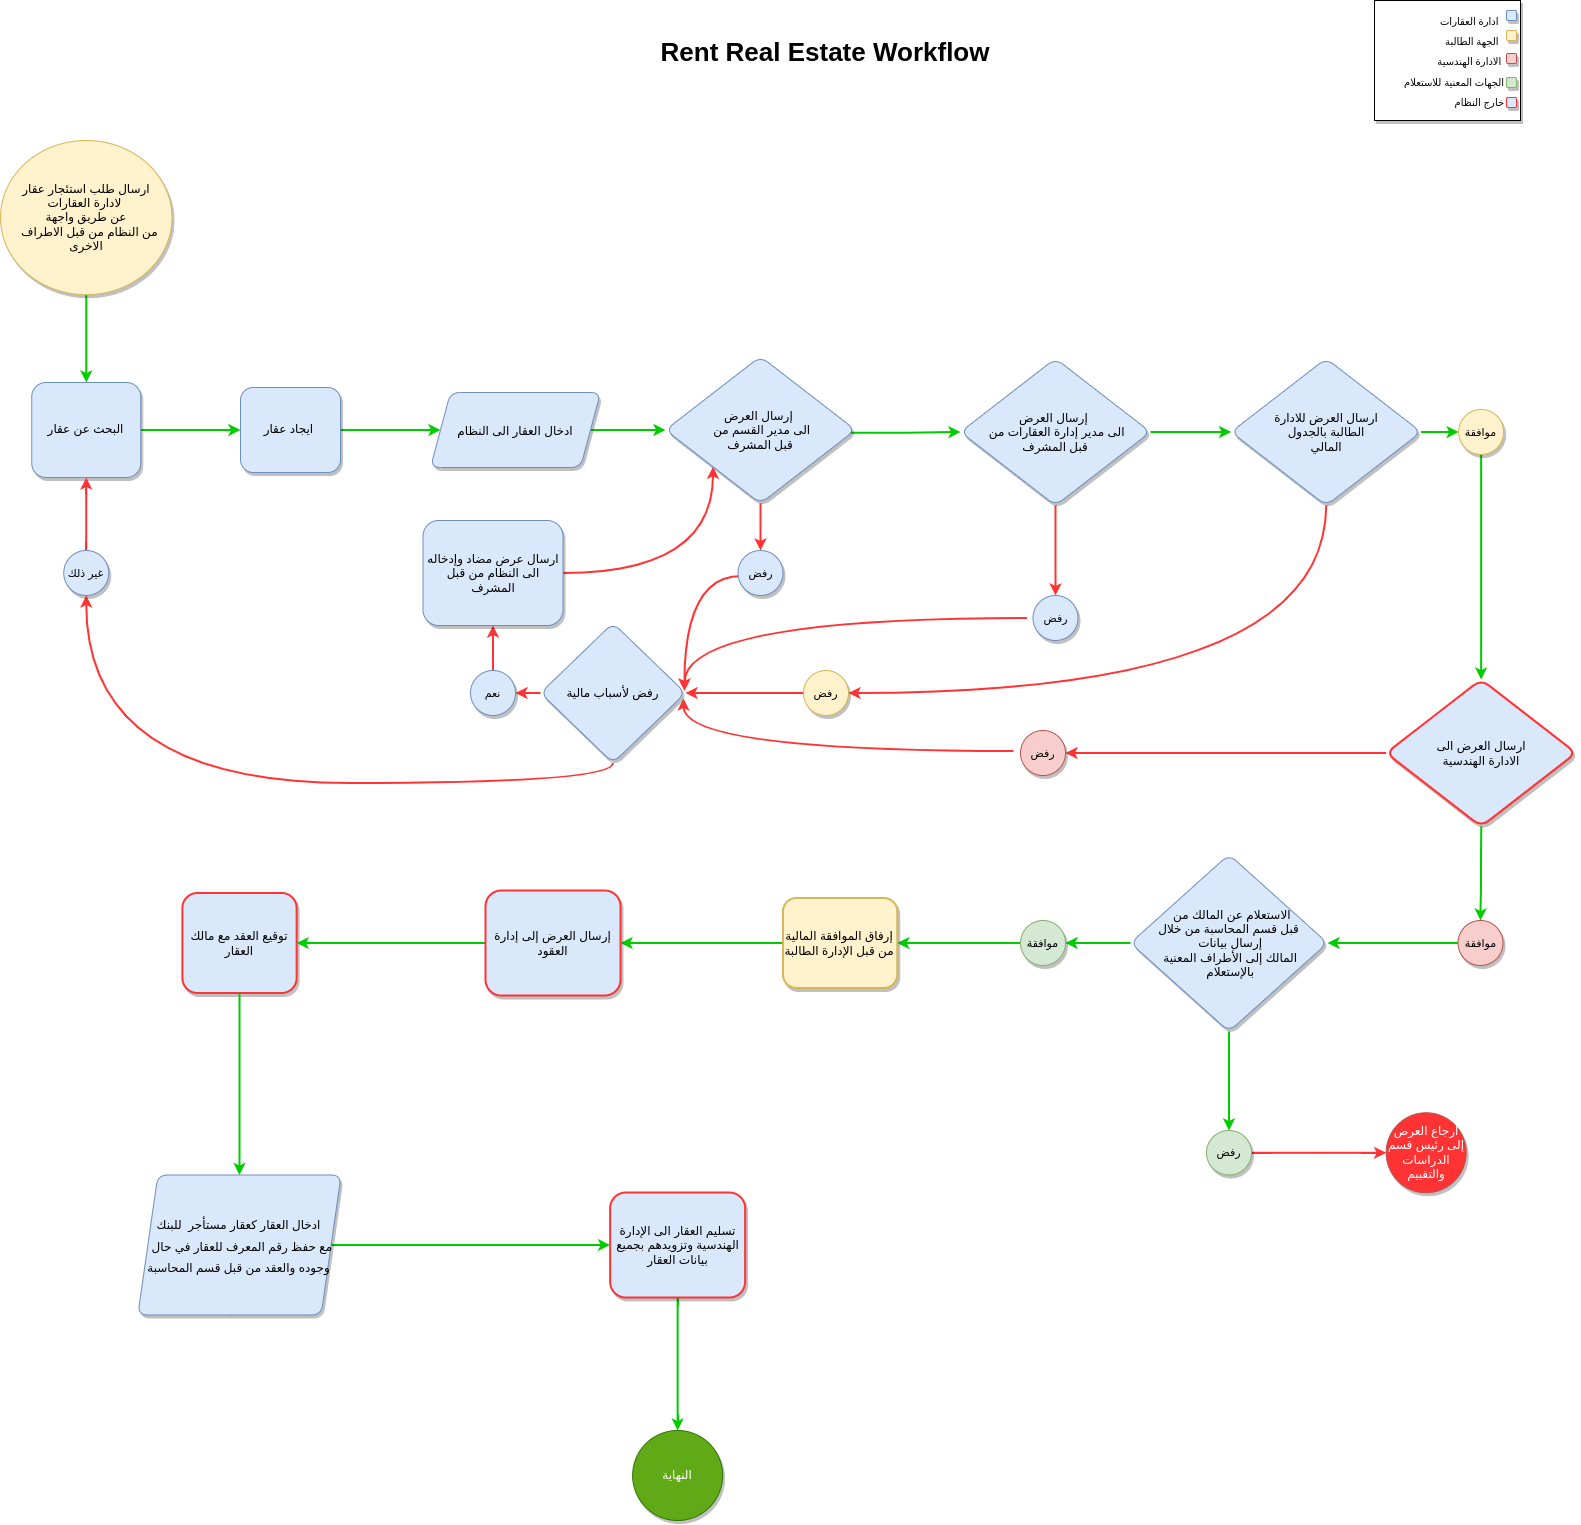 Rent Real Estate Workflow
ادارة العقارات
الجهة الطالبة
الادارة الهندسية
الجهات المعنية للاستعلام
خارج النظام
ارسال طلب استئجار عقار
لادارة العقارات
عن طريق واجهة
من النظام من قبل الاطراف
الاخرى
البحث عن عقار
ايجاد عقار
ادخال العقار الى النظام
إرسال العرض
الى مدير القسم من
قبل المشرف
إرسال العرض
الى مدير إدارة العقارات من
قبل المشرف
ارسال العرض للادارة
الطالبة بالجدول
المالي
موافقة
غير ذلك
ارسال عرض مضاد وإدخاله
الى النظام من قبل
المشرف
رفض
رفض
نعم
رفض لأسباب مالية
رفض
رفض
ارسال العرض الى
الادارة الهندسية
توقيع العقد مع مالك
العقار
إرسال العرض إلى إدارة
العقود
إرفاق الموافقة المالية
من قبل الإدارة الطالبة
موافقة
الاستعلام عن المالك من
قبل قسم المحاسبة من خلال
إرسال بيانات
المالك إلى الأطراف المعنية
بالإستعلام
موافقة
رفض
ارجاع العرض
إلى رئيس قسم
الدراسات
والتقييم
ادخال العقار كعقار مستأجر للبنك
مع حفظ رقم المعرف للعقار في حال
وجوده والعقد من قبل قسم المحاسبة
تسليم العقار الى الإدارة
الهندسية وتزويدهم بجميع
بيانات العقار
النهاية